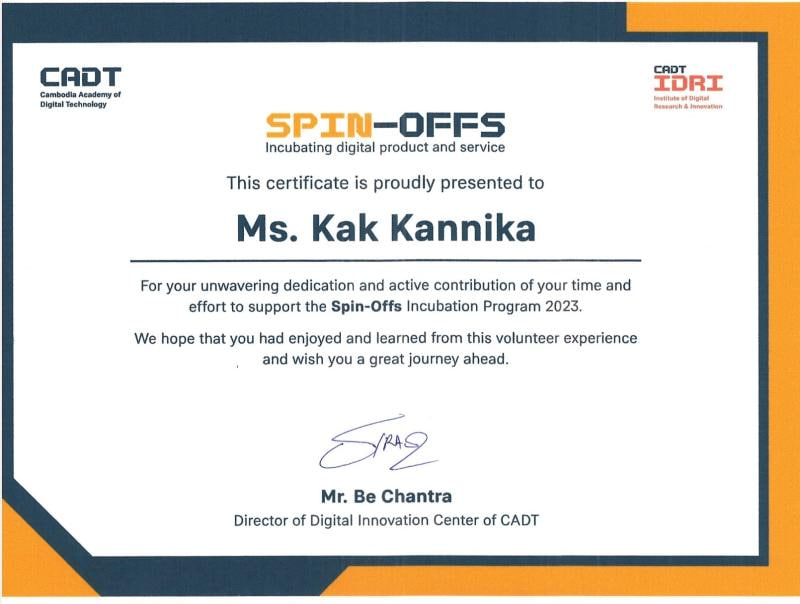 CADT
Cambodia Academy of
Digital Technology
CADT
IDRI
Institute of Digital
Research & Innovation
SPIN-OFFS
Incubating digital product and service
This certificate is proudly presented to
Ms. Kak Kannika
For your unwavering dedication and active contribution of your time and
effort to support the Spin-Offs Incubation Program 2023.
We hope that you had enjoyed and learned from this volunteer experience
and wish you a great journey ahead.
Mr. Be Chantra
Director of Digital Innovation Center of CADT